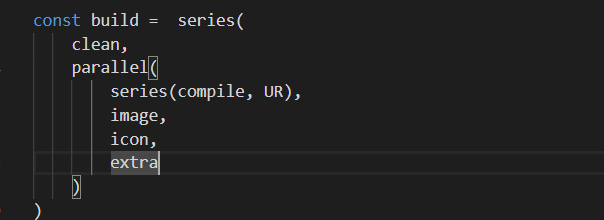 const build =  series(
    clean,
    parallel(
        series(compile, UR),
        image,
        icon,
        extra
    )
)